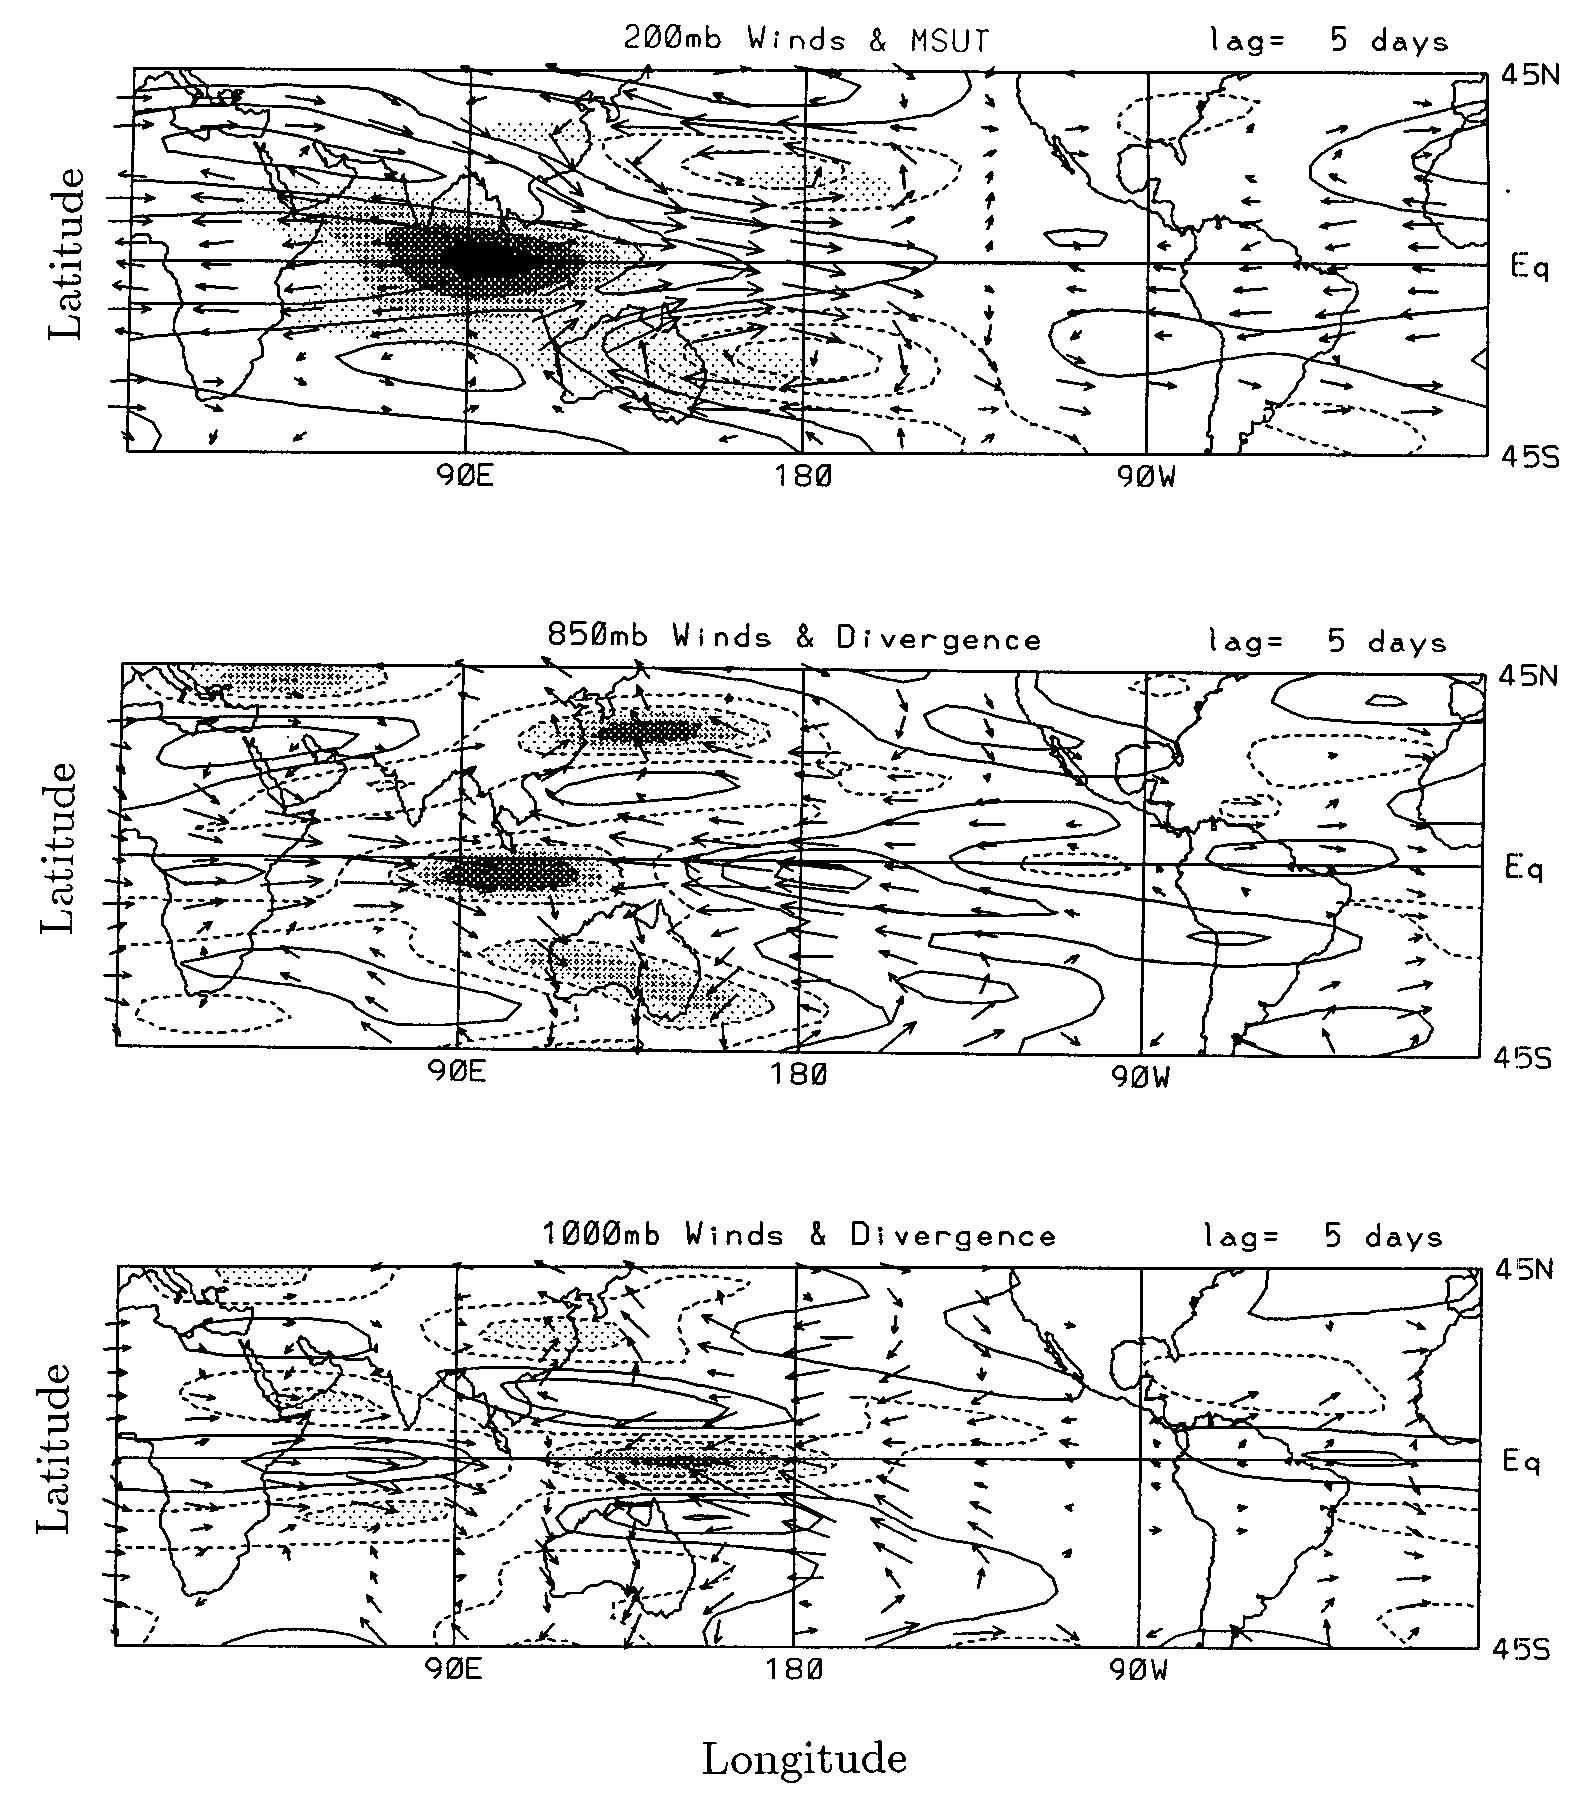 200mb Winds & MSUT lag= 5 days
45N
Latitude
Eq
45S
90E 180 90W
850mb Winds & Divergence lag= 5 days
45N
Latitude
Eq
45S
90E 180 90W
1000mb Winds & Divergence lag= 5 days
45N
Latitude
Eq
45S
90E 180 90W
Longitude